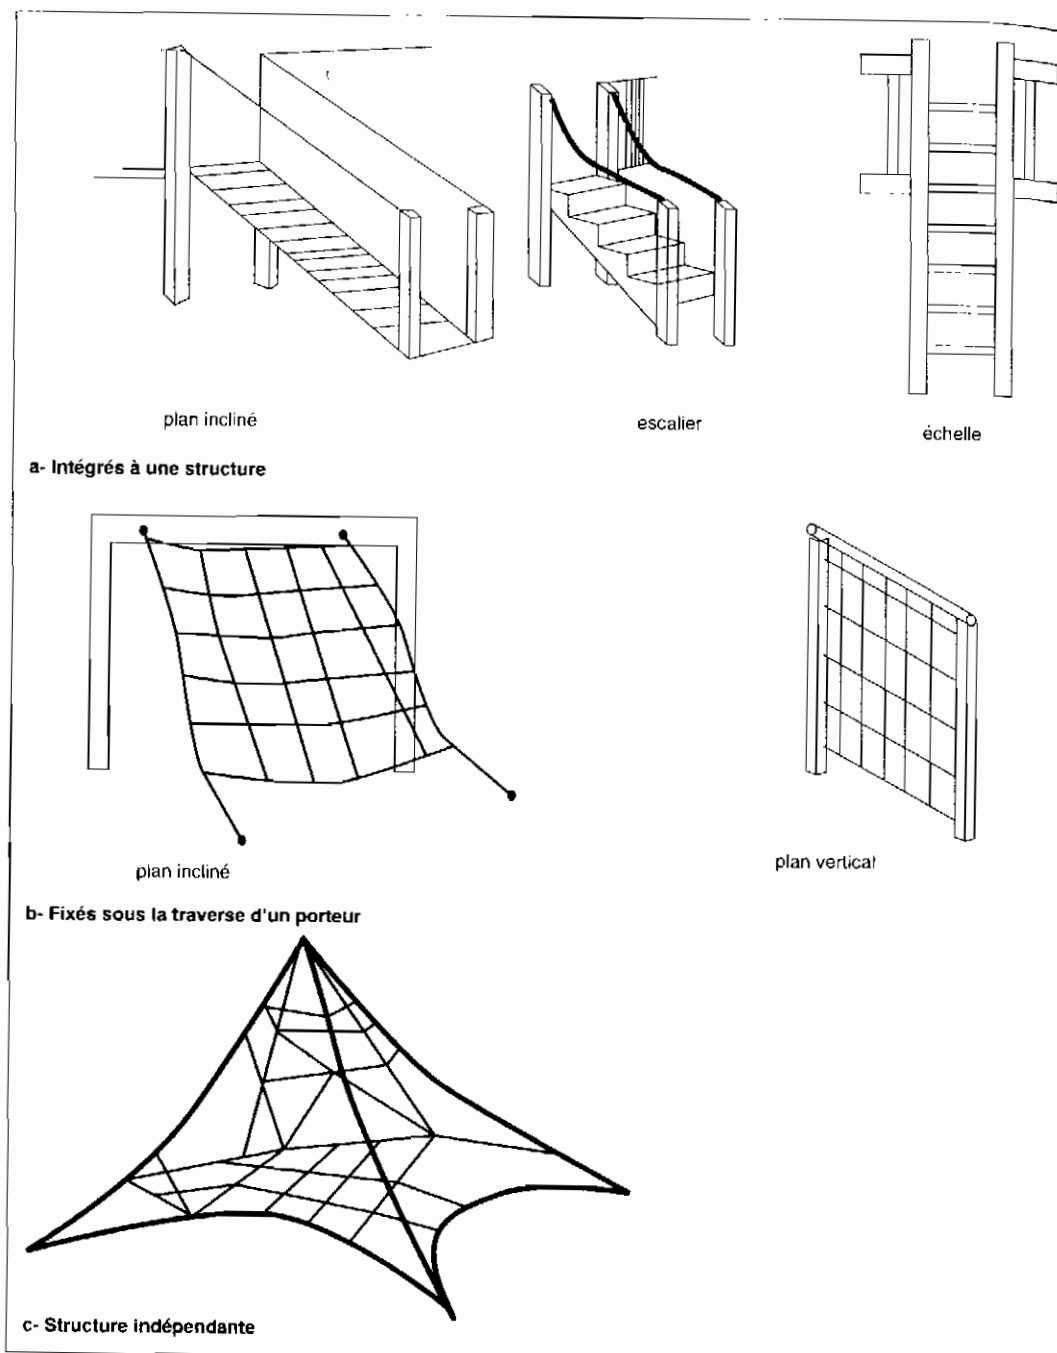 plan incliné
escalier
échelle
a- Intégrés à une structure
plan incliné
plan vertical
b- Fixés sous la traverse d'un porteur
c- Structure indépendante